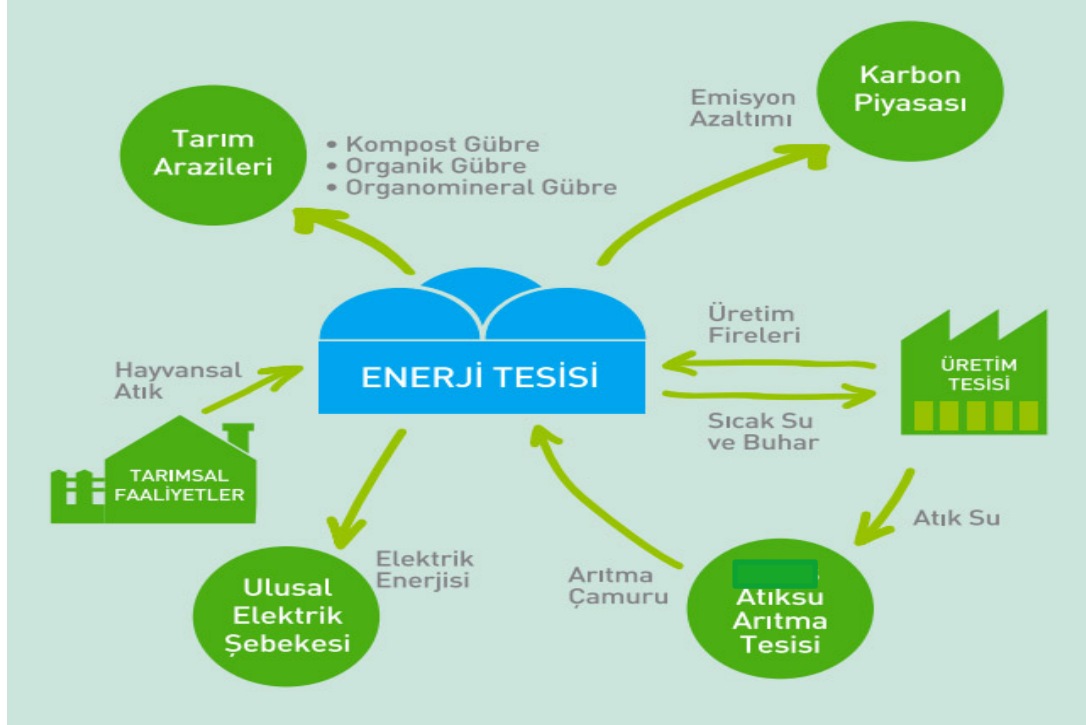 Karbon
Piyasası
Emisyon
Azaltımı
Tarım
Arazileri
• Kompost Gübre
• Organik Gübre
• Organomineral Gübre
Üretim
Fireleri
ÜRETİM
TESİSİ
Hayvansal
Atık
ENERJİ TESİSİ
Sıcak Su
ve Buhar
TARIMSAL
FAALİYETLER
Atık Su
Elektrik
Enerjisi
Arıtma
Çamuru
Ulusal
Elektrik
Şebekesi
Atıksu
Arıtma
Tesisi